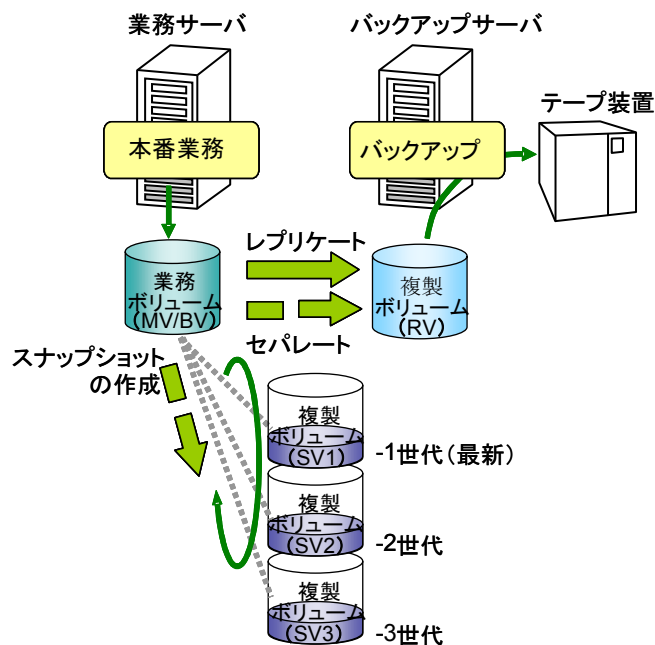 業務サーバ
バックアップサーバ
テープ装置
本番業務
バックアップ
レプリケート
業務
ボリューム
(MV/BV)
複製
ボリューム
(RV)
セパレート
スナップショット
の作成
複製
ボリューム
(SV1)
-1世代(最新)
複製
ボリューム
(SV2)
-2世代
複製
ボリューム
(SV3)
-3世代